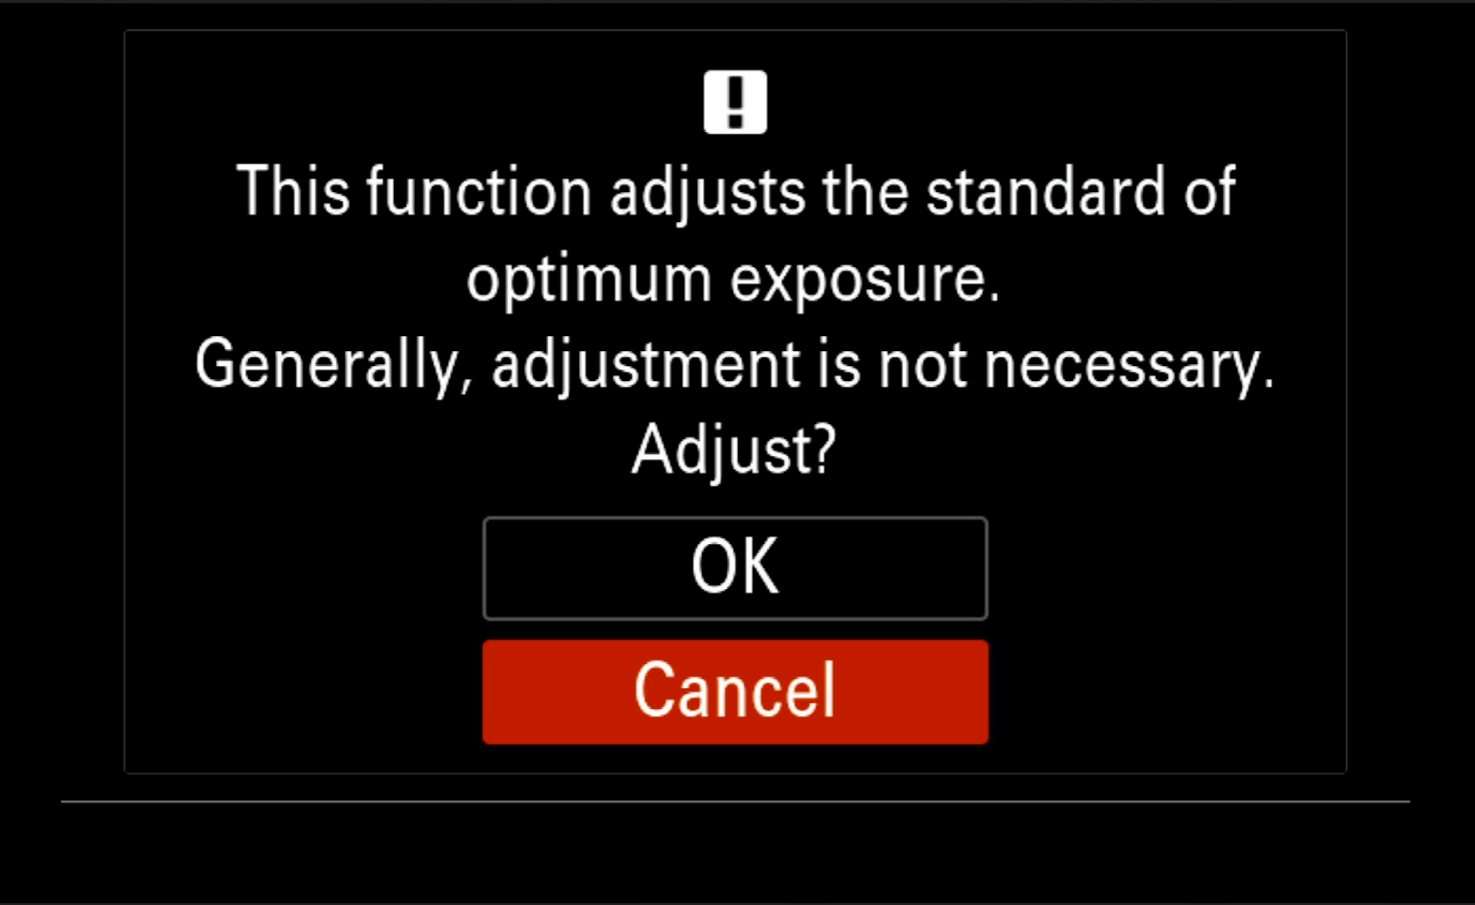 This function adjusts the standard of
optimum exposure.
Generally, adjustment is not necessary.
Adjust?
OK
Cancel